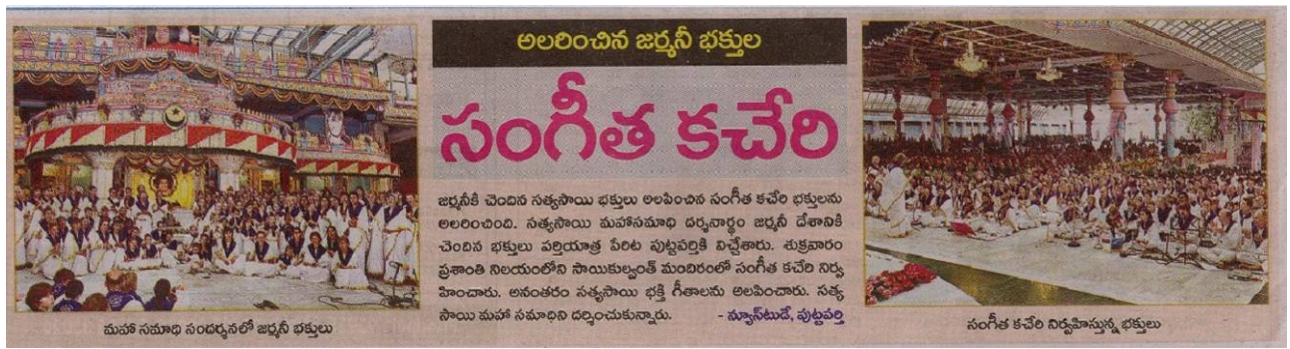 అలరించిన జర్మనీ భక్తుల
సంగీత కచేరి
జర్మనీకి చెందిన సత్యసాయి భక్తులు అలపించిన సంగీత కచేరి భక్తులను
అలరించింది. సత్యసాయి మహాసమాధి దర్శనార్థం జర్మనీ దేశానికి
చెందిన భక్తులు పర్తియాత్ర పేరిట పుట్టపర్తికి విచ్చేశారు. శుక్రవారం
ప్రశాంతి నిలయంలోని సాయికుల్వంత్ మందిరంలో సంగీత కచేరి నిర్వ
హించారు. అనంతరం సత్యసాయి భక్తి గీతాలను అలపించారు. సత్య
సాయి మహా సమాధిని దర్శించుకున్నారు. - న్యూస్‌టుడే, పుట్టపర్తి
మహా సమాధి సందర్శనలో జర్మనీ భక్తులు
సంగీత కచేరి నిర్వహిస్తున్న భక్తులు